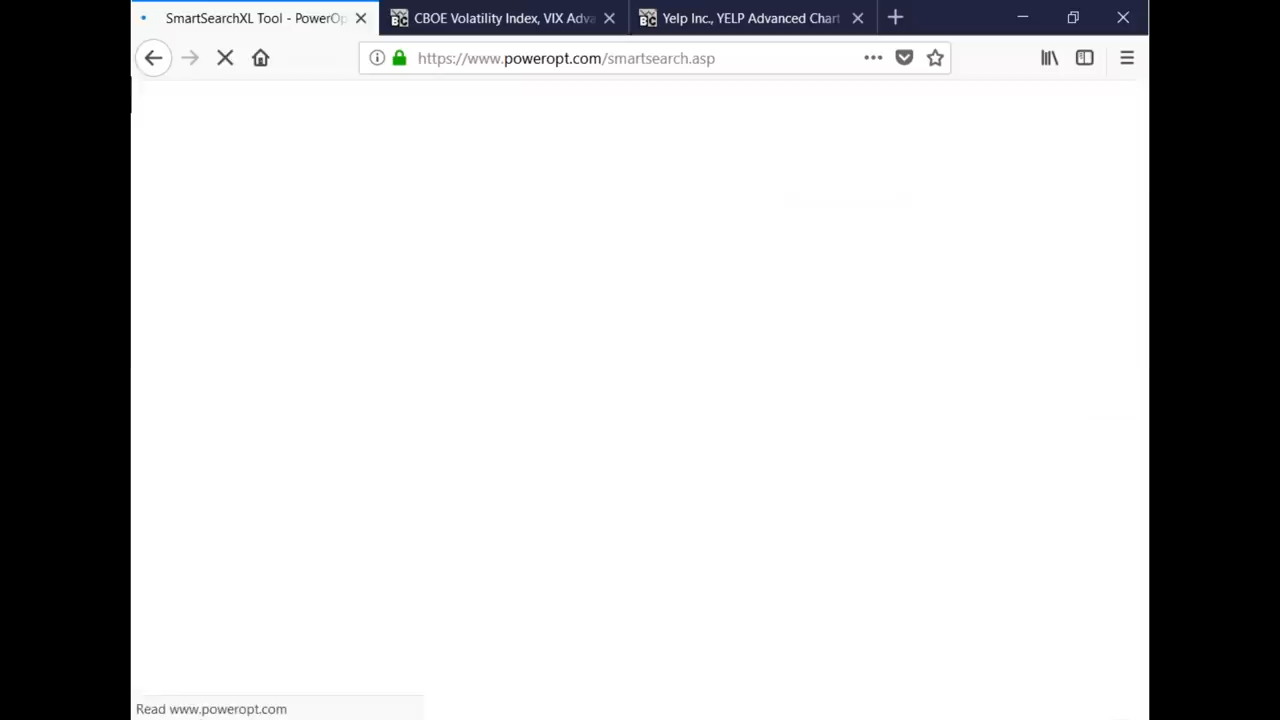 SmartSearchXL Tool - PowerOp
CBOE Volatility Index, VIX Adva
Yelp Inc., YELP Advanced Chart
https://www.poweropt.com/smartsearch.asp
Read www.poweropt.com